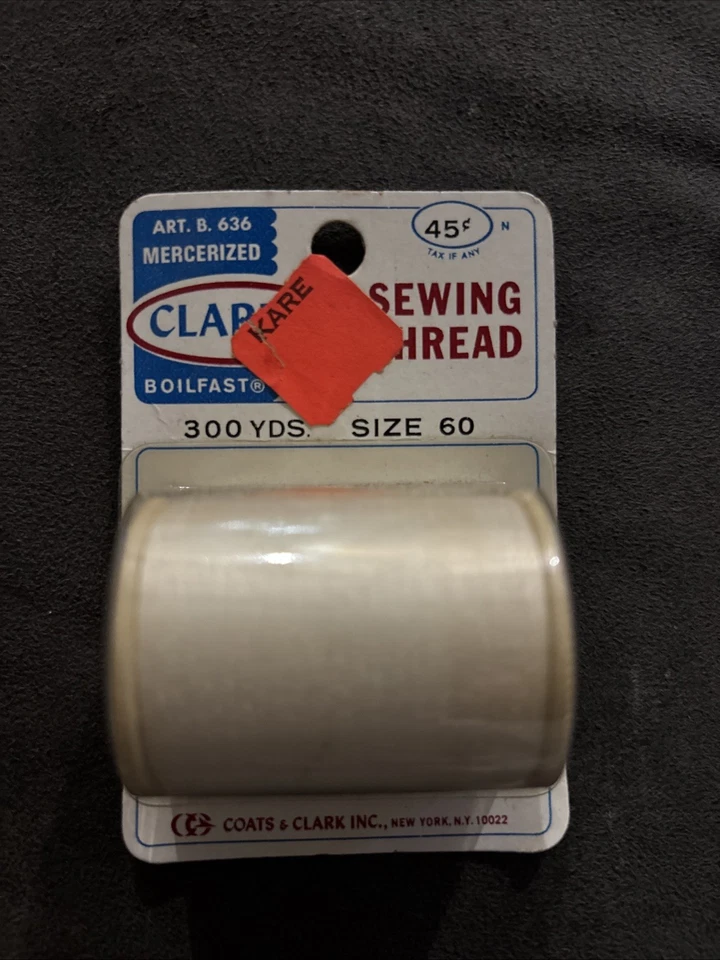 ART. B. 636
MERCERIZED
45¢ N
TAX IF ANY
KARE
SEWING
BOILFAST®
300 YDS. SIZE 60
COATS & CLARK INC., NEW YORK, N.Y. 10022